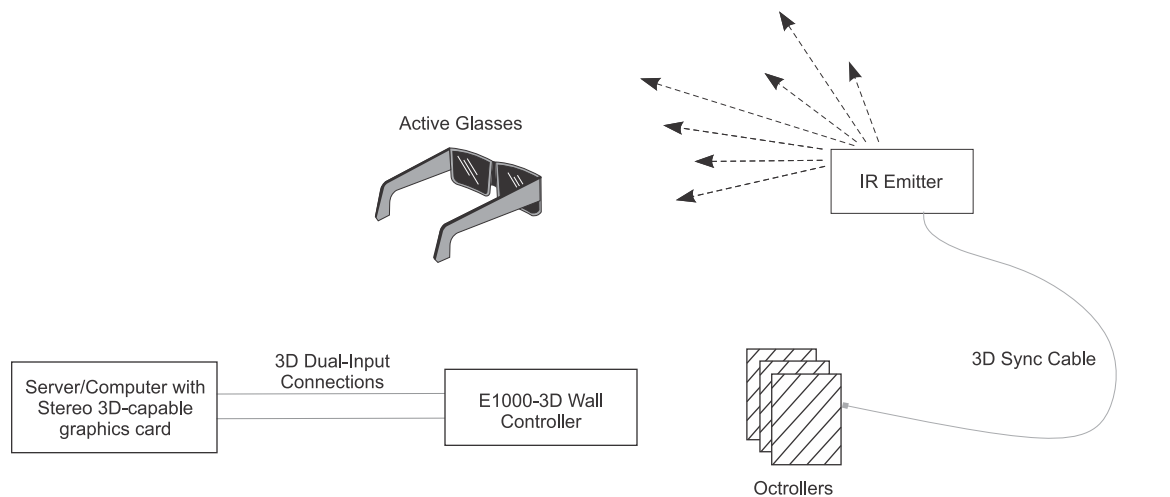 Active Glasses
IR Emitter
3D Sync Cable
3D Dual-Input
Connections
Server/Computer with
Stereo 3D-capable
graphics card
E1000-3D Wall
Controller
Octrollers